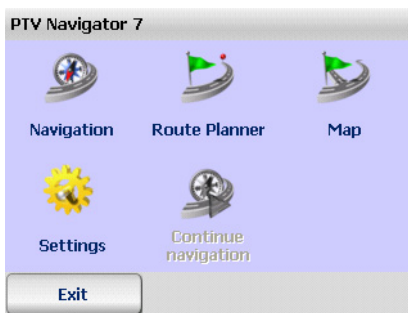 PTV Navigator 7
Navigation Route Planner Map
Settings
Continue
navigation
Exit